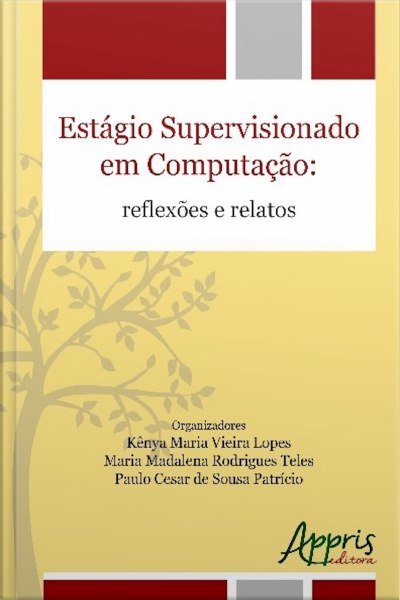 Estágio Supervisionado
em Computação:
reflexões e relatos
Organizadores
Kênya Maria Vieira Lopes
Maria Madalena Rodrigues Teles
Paulo Cesar de Sousa Patrício
Appris
editora